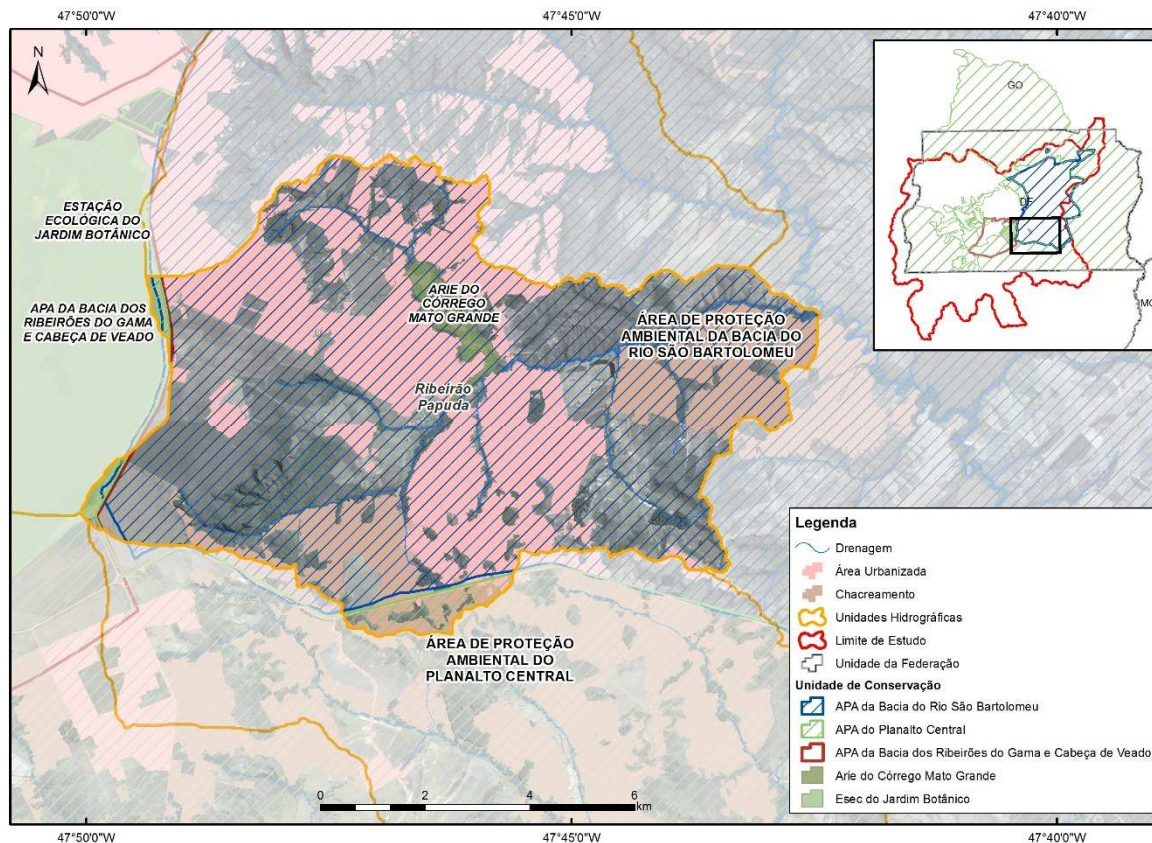 47°50'0"W
47°45'0"W
47°40'0"W
N
GO
DF
ESTAÇÃO
ECOLÓGICA DO
JARDIM BOTÂNICO
APA DA BACIA DOS
RIBEIRÕES DO GAMA
E CABEÇA DE VEADO
ARIE DO
CÓRREGO
MATO GRANDE
ÁREA DE PROTEÇÃO
AMBIENTAL DA BACIA DO
RIO SÃO BARTOLOMEU
MG
Ribeirão
Papuda
ÁREA DE PROTEÇÃO
AMBIENTAL DO
PLANALTO CENTRAL
0 2 4 6
km
Legenda
Drenagem
Área Urbanizada
Chacreamento
Unidades Hidrográficas
Limite de Estudo
Unidade da Federação
Unidade de Conservação
APA da Bacia do Rio São Bartolomeu
APA do Planalto Central
APA da Bacia dos Ribeirões do Gama e Cabeça de Veado
Arie do Córrego Mato Grande
Esec do Jardim Botânico
47°50'0"W
47°45'0"W
47°40'0"W